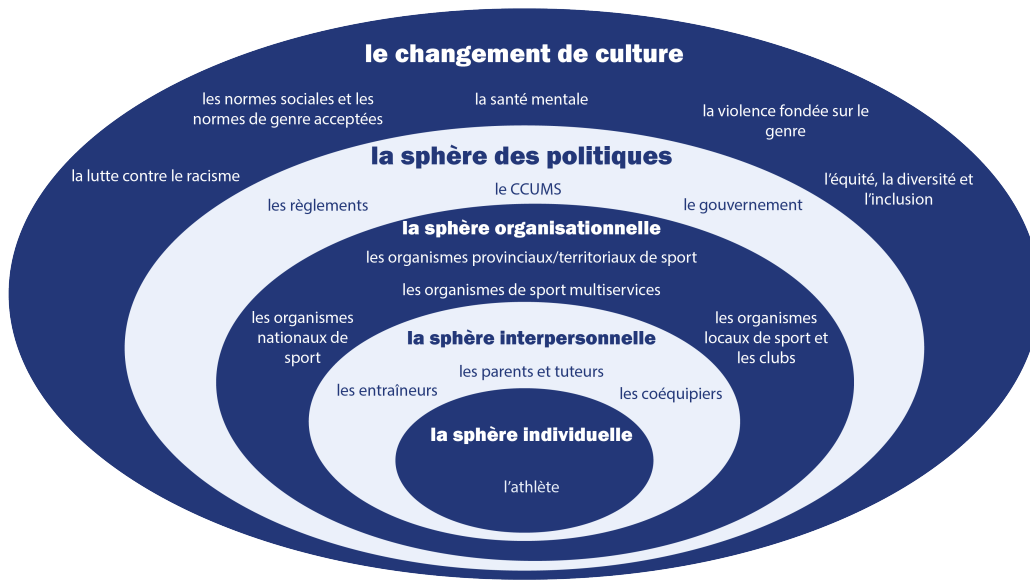 le changement de culture
les normes sociales et les
normes de genre acceptées
la santé mentale
la violence fondée sur le
genre
la lutte contre le racisme
l’équité, la diversité et
l’inclusion
la sphère des politiques
les règlements
le CCUMS
le gouvernement
la sphère organisationnelle
les organismes provinciaux/territoriaux de sport
les organismes de sport multiservices
les organismes
nationaux de
sport
les organismes
locaux de sport et
les clubs
la sphère interpersonnelle
les entraîneurs
les parents et tuteurs
les coéquipiers
la sphère individuelle
l’athlète